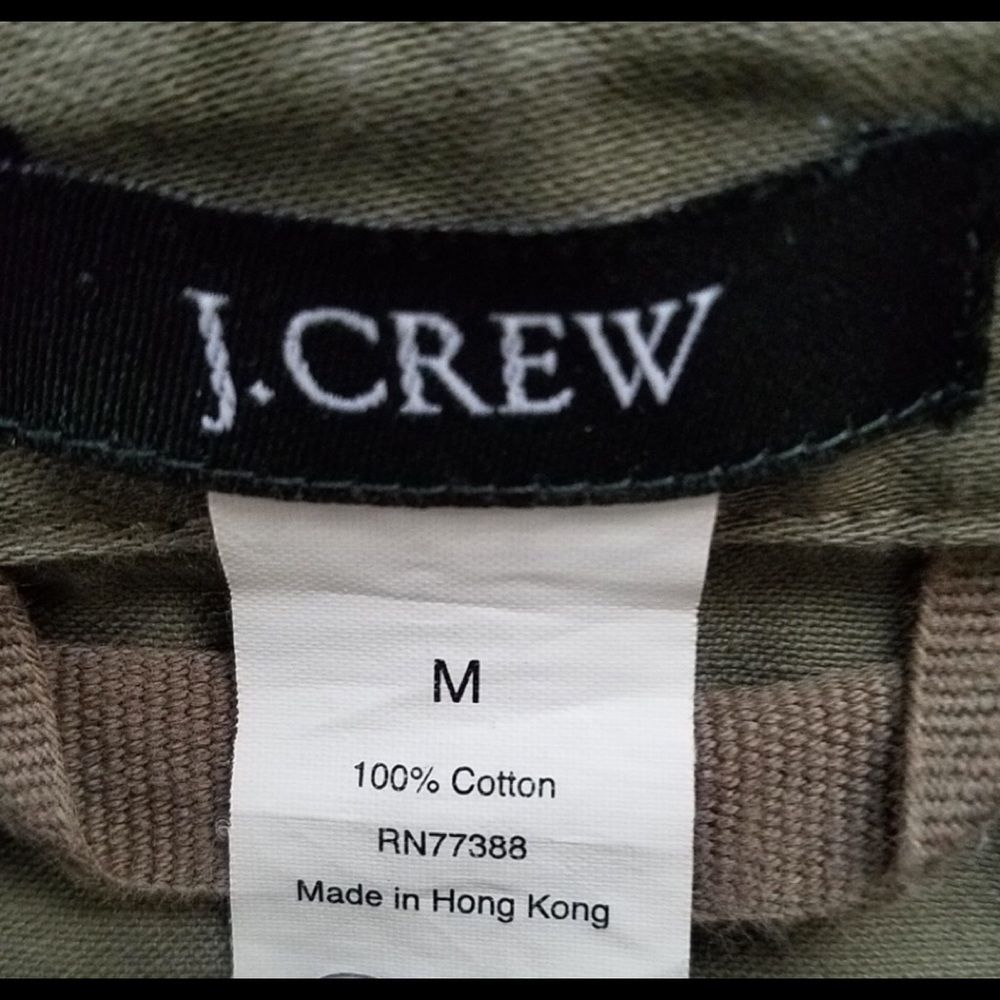 J.CREW
M
100% Cotton
RN77388
Made in Hong Kong